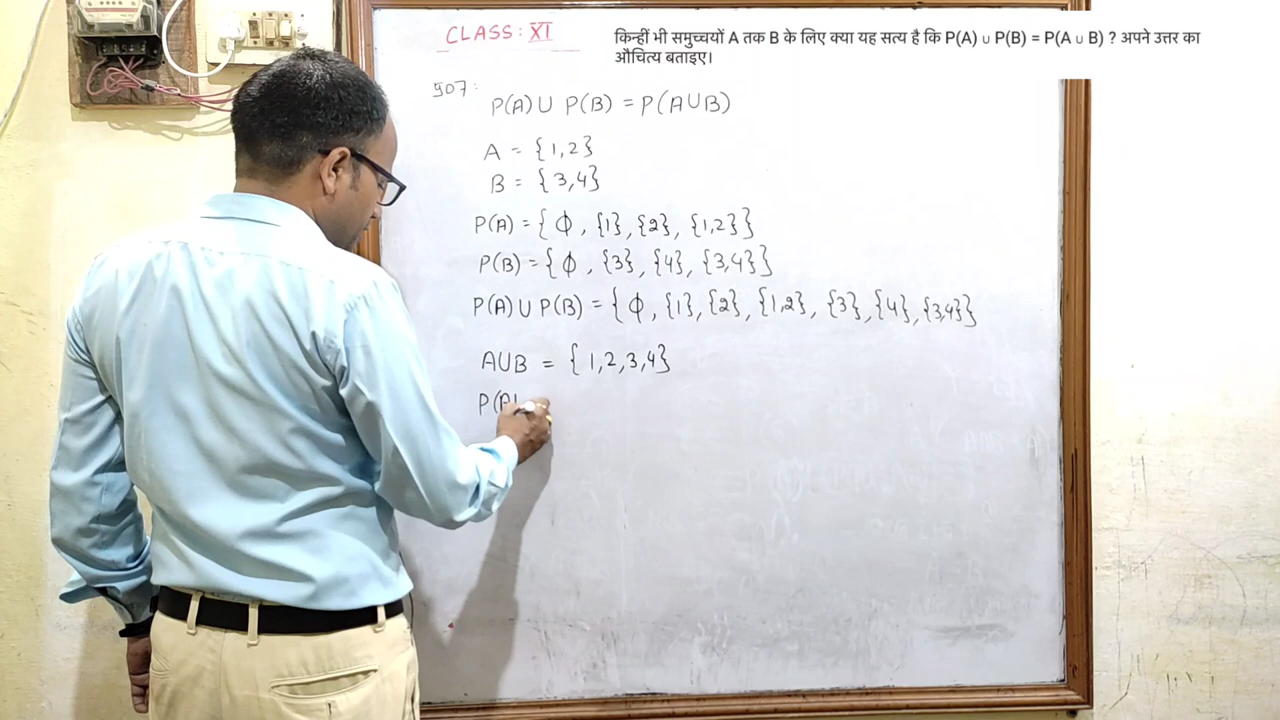 CLASS: XI
किन्हीं भी समुच्चयों A तक B के लिए क्या यह सत्य है कि P(A) ∪ P(B) = P(A ∪ B) ? अपने उत्तर का
औचित्य बताइए।
507:
P(A) ∪ P(B) = P(A∪B)
A = {1,2}
B = {3,4}
P(A) = { ϕ , {1}, {2}, {1,2}}
P(B) = { ϕ , {3}, {4}, {3,4}}
P(A) ∪ P(B) = { ϕ, {1}, {2}, {1,2}, {3}, {4}, {3,4}}
A∪B = { 1,2,3,4}
P(A